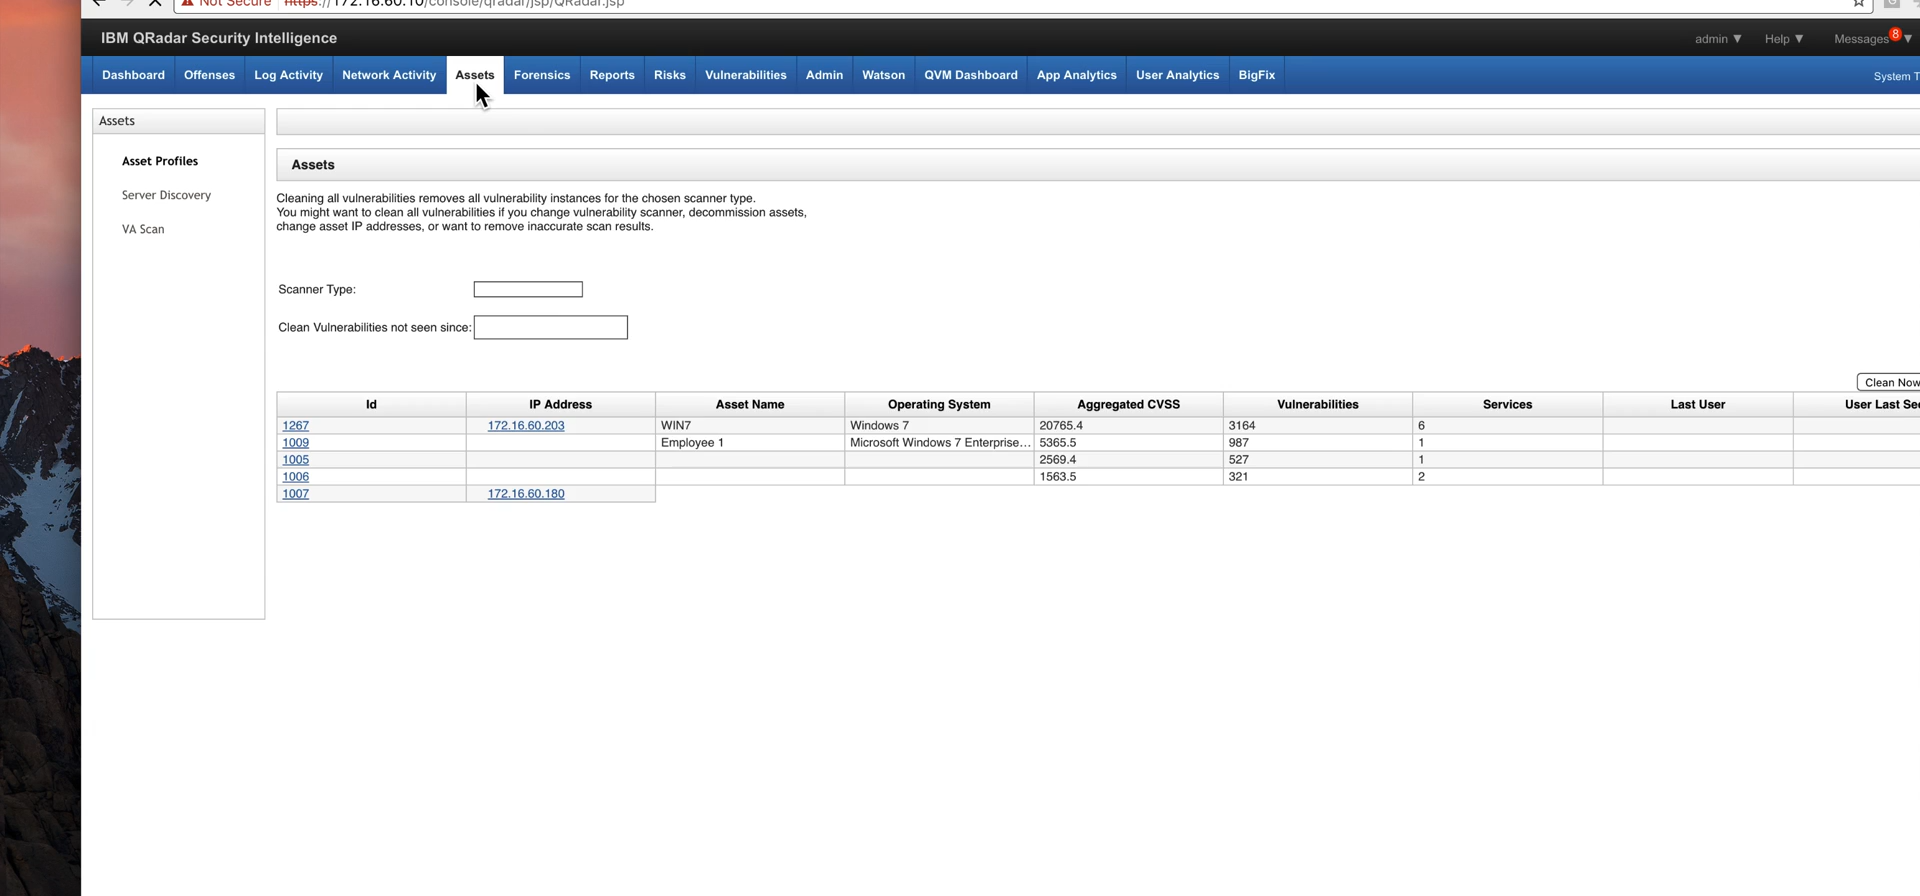 Not Secure https://172.16.60.10/console/qradar/jsp/QRadar.jsp
IBM QRadar Security Intelligence
admin ▼ Help ▼ Messages 8 ▼
Dashboard Offenses Log Activity Network Activity Assets Forensics Reports Risks Vulnerabilities Admin Watson QVM Dashboard App Analytics User Analytics BigFix System T
Assets
Asset Profiles
Server Discovery
VA Scan
Assets
Cleaning all vulnerabilities removes all vulnerability instances for the chosen scanner type.
You might want to clean all vulnerabilities if you change vulnerability scanner, decommission assets,
change asset IP addresses, or want to remove inaccurate scan results.
Scanner Type:
Clean Vulnerabilities not seen since:
Clean Now
Id IP Address Asset Name Operating System Aggregated CVSS Vulnerabilities Services Last User User Last See
1267 172.16.60.203 WIN7 Windows 7 20765.4 3164 6
1009 Employee 1 Microsoft Windows 7 Enterprise... 5365.5 987 1
1005 2569.4 527 1
1006 1563.5 321 2
1007 172.16.60.180